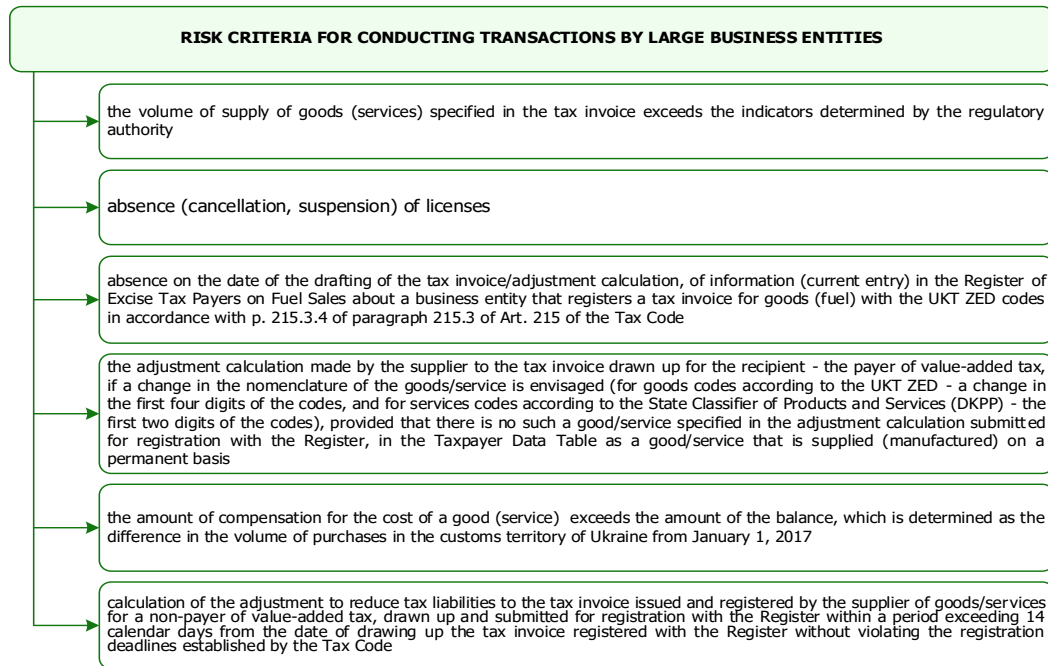 RISK CRITERIA FOR CONDUCTING TRANSACTIONS BY LARGE BUSINESS ENTITIES
the volume of supply of goods (services) specified in the tax invoice exceeds the indicators determined by the regulatory
authority
absence (cancellation, suspension) of licenses
absence on the date of the drafting of the tax invoice/adjustment calculation, of information (current entry) in the Register of
Excise Tax Payers on Fuel Sales about a business entity that registers a tax invoice for goods (fuel) with the UKT ZED codes
in accordance with p. 215.3.4 of paragraph 215.3 of Art. 215 of the Tax Code
the adjustment calculation made by the supplier to the tax invoice drawn up for the recipient - the payer of value-added tax,
if a change in the nomenclature of the goods/service is envisaged (for goods codes according to the UKT ZED - a change in
the first four digits of the codes, and for services codes according to the State Classifier of Products and Services (DKPP) - the
first two digits of the codes), provided that there is no such a good/service specified in the adjustment calculation submitted
for registration with the Register, in the Taxpayer Data Table as a good/service that is supplied (manufactured) on a
permanent basis
the amount of compensation for the cost of a good (service) exceeds the amount of the balance, which is determined as the
difference in the volume of purchases in the customs territory of Ukraine from January 1, 2017
calculation of the adjustment to reduce tax liabilities to the tax invoice issued and registered by the supplier of goods/services
for a non-payer of value-added tax, drawn up and submitted for registration with the Register within a period exceeding 14
calendar days from the date of drawing up the tax invoice registered with the Register without violating the registration
deadlines established by the Tax Code